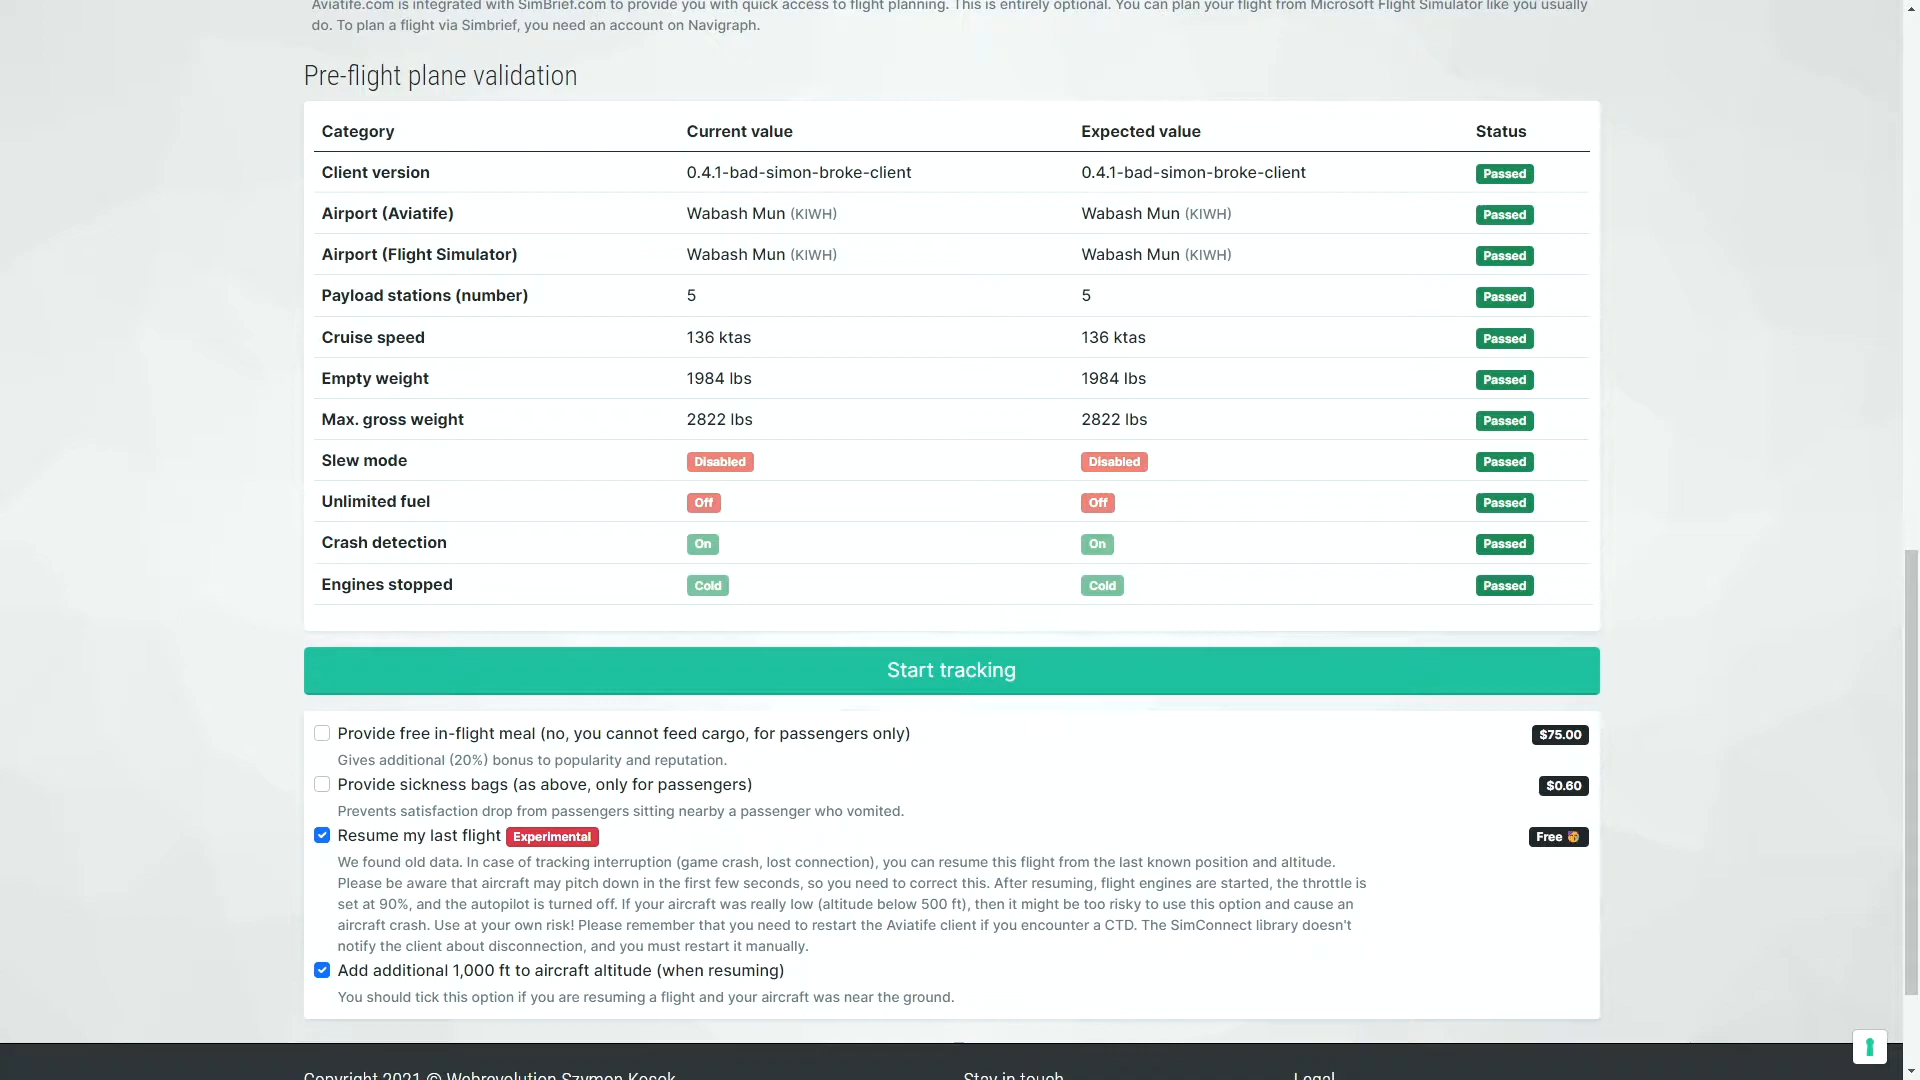 Aviatife.com is integrated with SimBrief.com to provide you with quick access to flight planning. This is entirely optional. You can plan your flight from Microsoft Flight Simulator like you usually
do. To plan a flight via Simbrief, you need an account on Navigraph.
Pre-flight plane validation
Category Current value Expected value Status
Client version 0.4.1-bad-simon-broke-client 0.4.1-bad-simon-broke-client Passed
Airport (Aviatife) Wabash Mun (KIWH) Wabash Mun (KIWH) Passed
Airport (Flight Simulator) Wabash Mun (KIWH) Wabash Mun (KIWH) Passed
Payload stations (number) 5 5 Passed
Cruise speed 136 ktas 136 ktas Passed
Empty weight 1984 lbs 1984 lbs Passed
Max. gross weight 2822 lbs 2822 lbs Passed
Slew mode Disabled Disabled Passed
Unlimited fuel Off Off Passed
Crash detection On On Passed
Engines stopped Cold Cold Passed
Start tracking
Provide free in-flight meal (no, you cannot feed cargo, for passengers only) $75.00
Gives additional (20%) bonus to popularity and reputation.
Provide sickness bags (as above, only for passengers) $0.60
Prevents satisfaction drop from passengers sitting nearby a passenger who vomited.
Resume my last flight Experimental Free
We found old data. In case of tracking interruption (game crash, lost connection), you can resume this flight from the last known position and altitude.
Please be aware that aircraft may pitch down in the first few seconds, so you need to correct this. After resuming, flight engines are started, the throttle is
set at 90%, and the autopilot is turned off. If your aircraft was really low (altitude below 500 ft), then it might be too risky to use this option and cause an
aircraft crash. Use at your own risk! Please remember that you need to restart the Aviatife client if you encounter a CTD. The SimConnect library doesn't
notify the client about disconnection, and you must restart it manually.
Add additional 1,000 ft to aircraft altitude (when resuming)
You should tick this option if you are resuming a flight and your aircraft was near the ground.
Copyright 2021 © Webrevolution Szymon Kosok Stay in touch Legal